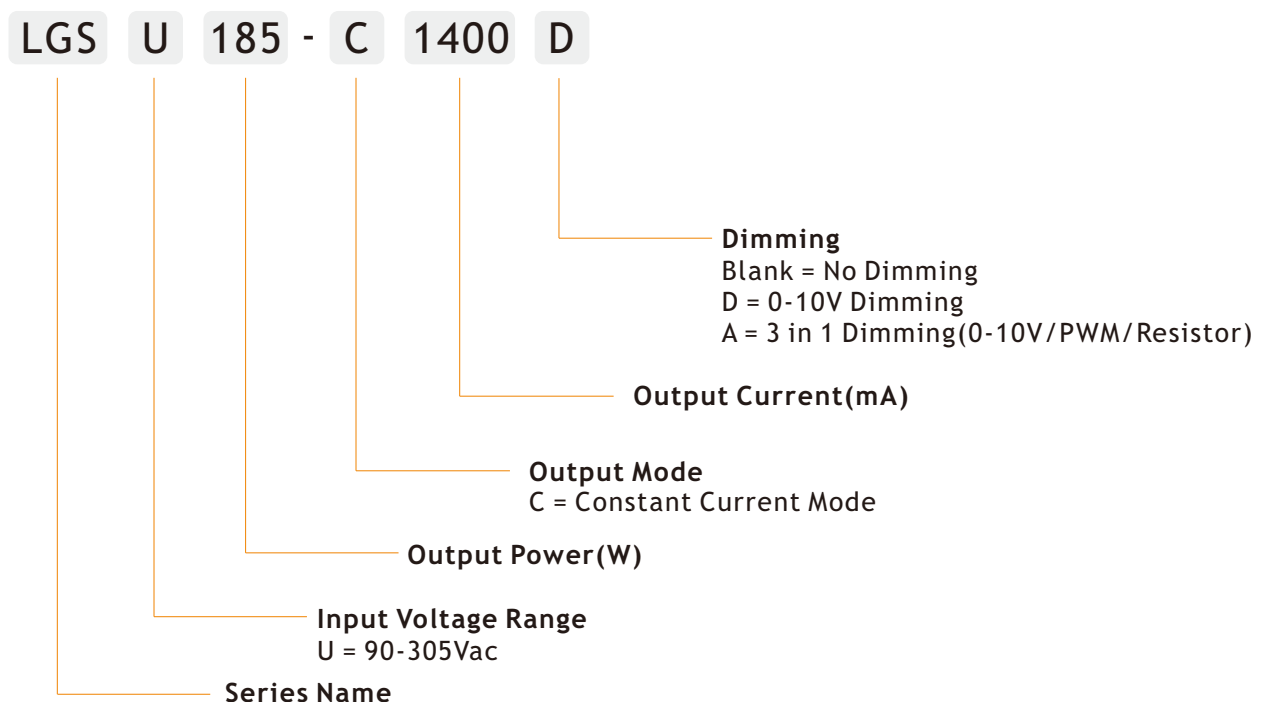 LGS U 185 - C 1400 D
Dimming
Blank = No Dimming
D = 0-10V Dimming
A = 3 in 1 Dimming(0-10V/PWM/Resistor)
Output Current(mA)
Output Mode
C = Constant Current Mode
Output Power(W)
Input Voltage Range
U = 90-305Vac
Series Name